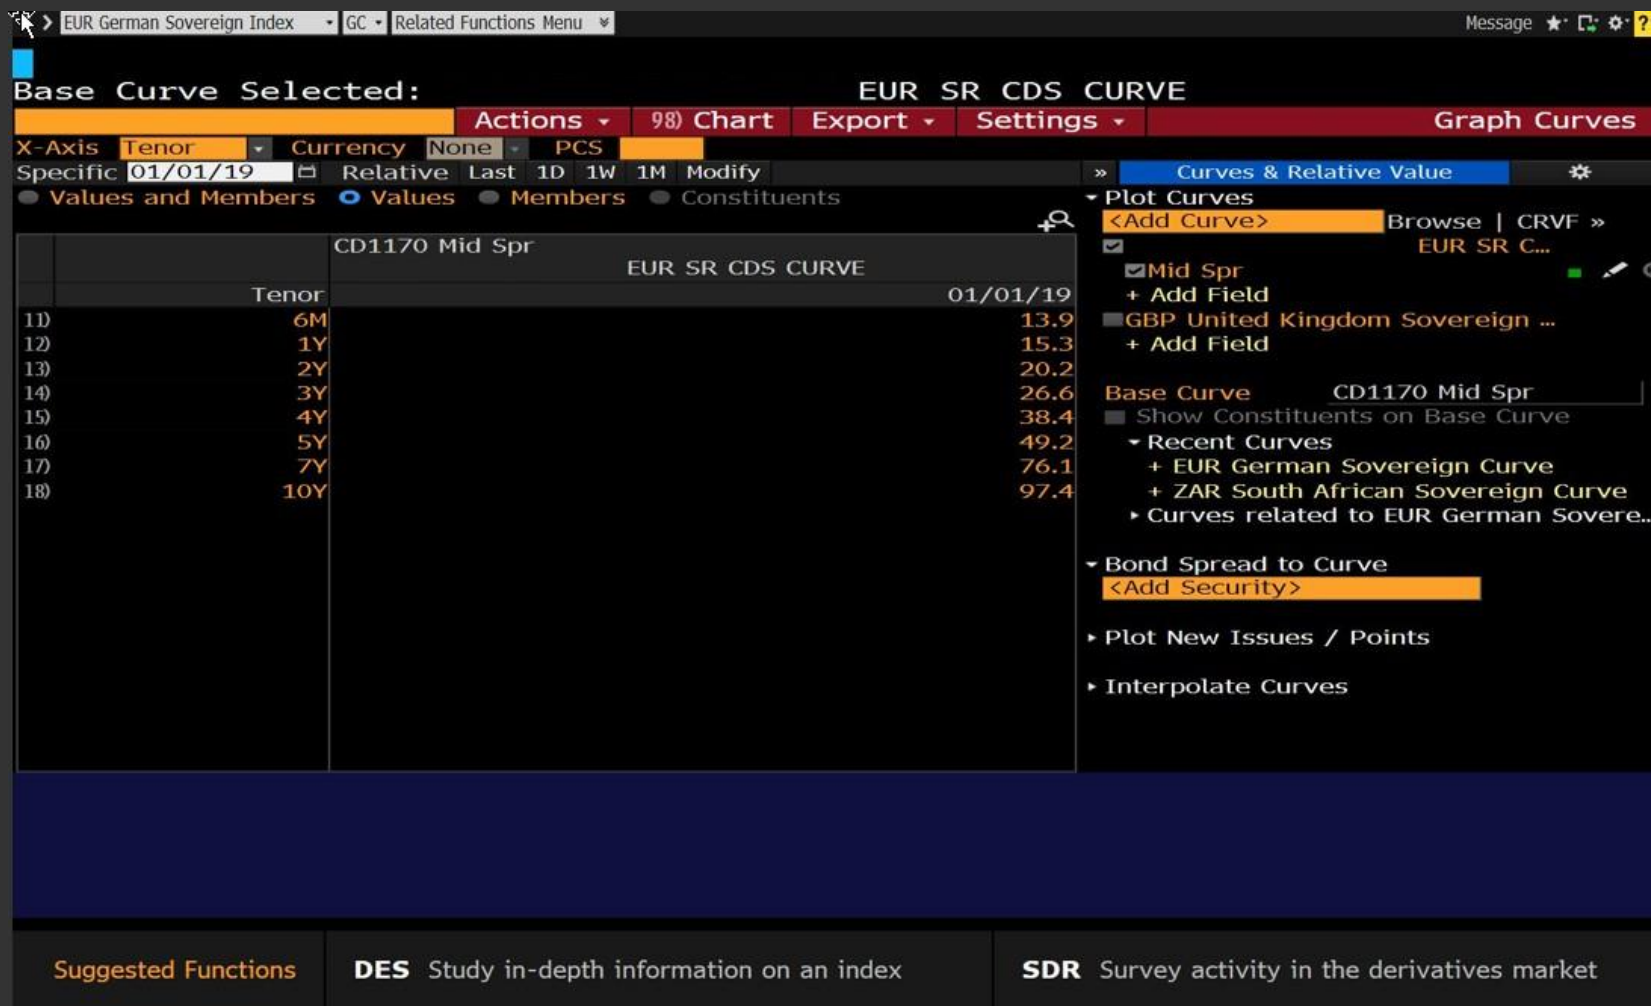 EUR German Sovereign Index GC Related Functions Menu Message ?
Base Curve Selected: EUR SR CDS CURVE
Actions 98) Chart Export Settings Graph Curves
X-Axis Tenor Currency None PCS
Specific 01/01/19 Relative Last 1D 1W 1M Modify » Curves & Relative Value
Values and Members Values Members Constituents Plot Curves
<Add Curve> Browse | CRVF »
CD1170 Mid Spr EUR SR C...
EUR SR CDS CURVE Mid Spr
Tenor 01/01/19 + Add Field
11) 6M 13.9 GBP United Kingdom Sovereign ...
12) 1Y 15.3 + Add Field
13) 2Y 20.2
14) 3Y 26.6 Base Curve CD1170 Mid Spr
15) 4Y 38.4 Show Constituents on Base Curve
16) 5Y 49.2 Recent Curves
17) 7Y 76.1 + EUR German Sovereign Curve
18) 10Y 97.4 + ZAR South African Sovereign Curve
Curves related to EUR German Sovere..
Bond Spread to Curve
<Add Security>
Plot New Issues / Points
Interpolate Curves
Suggested Functions DES Study in-depth information on an index SDR Survey activity in the derivatives market